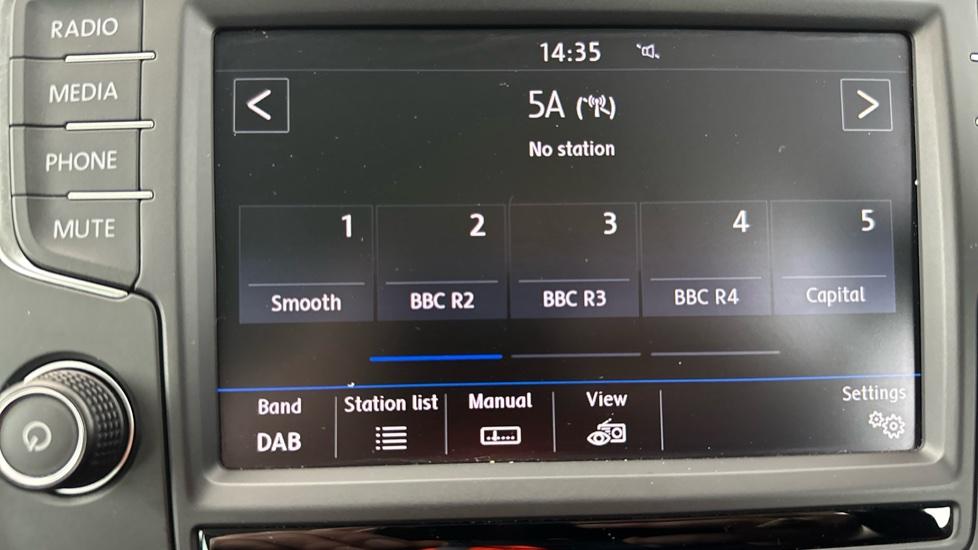 RADIO
MEDIA
PHONE
MUTE
14:35
< 5A >
No station
1 2 3 4 5
Smooth BBC R2 BBC R3 BBC R4 Capital
Band Station list Manual View Settings
DAB